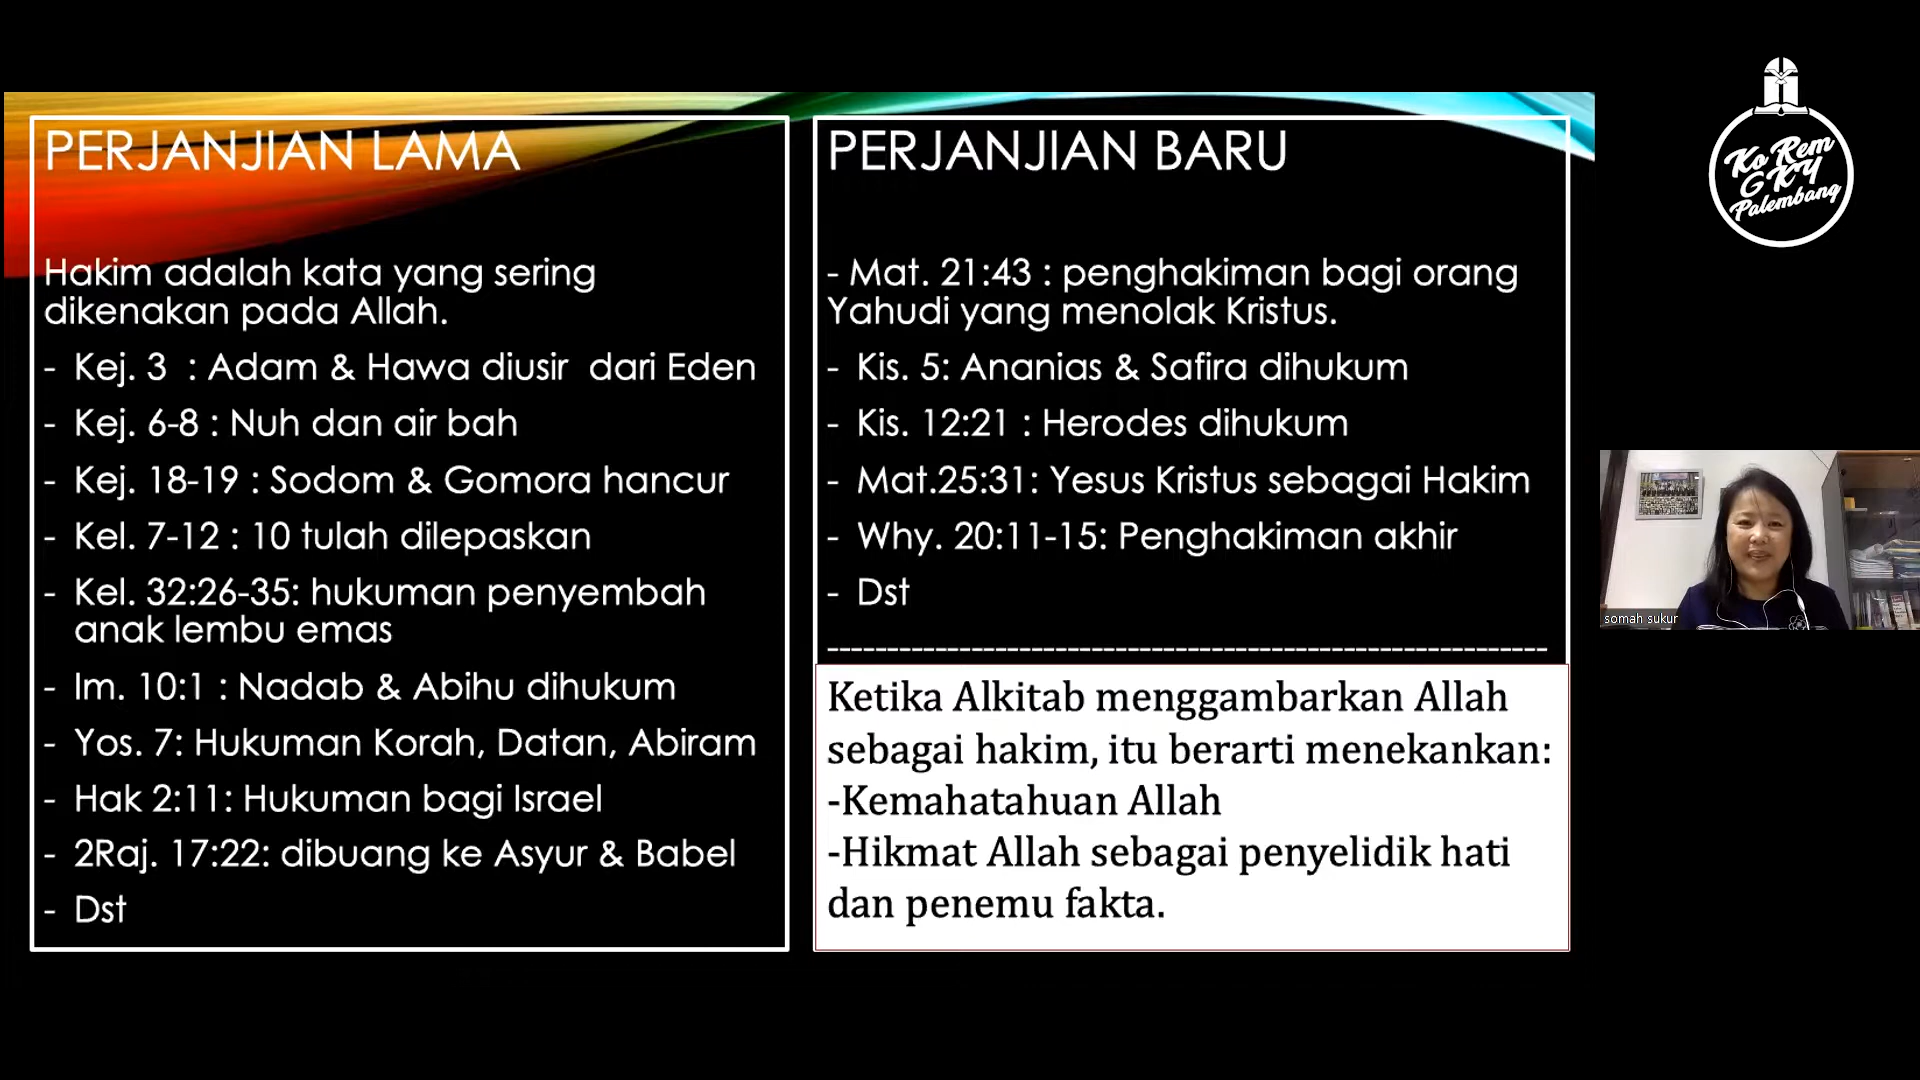 PERJANJIAN LAMA
Hakim adalah kata yang sering
dikenakan pada Allah.
- Kej. 3  : Adam & Hawa diusir  dari Eden
- Kej. 6-8 : Nuh dan air bah
- Kej. 18-19 : Sodom & Gomora hancur
- Kel. 7-12 : 10 tulah dilepaskan
- Kel. 32:26-35: hukuman penyembah
anak lembu emas
- Im. 10:1 : Nadab & Abihu dihukum
- Yos. 7: Hukuman Korah, Datan, Abiram
- Hak 2:11: Hukuman bagi Israel
- 2Raj. 17:22: dibuang ke Asyur & Babel
- Dst
PERJANJIAN BARU
- Mat. 21:43 : penghakiman bagi orang
Yahudi yang menolak Kristus.
- Kis. 5: Ananias & Safira dihukum
- Kis. 12:21 : Herodes dihukum
- Mat.25:31: Yesus Kristus sebagai Hakim
- Why. 20:11-15: Penghakiman akhir
- Dst
------------------------------------------------------------
Ketika Alkitab menggambarkan Allah
sebagai hakim, itu berarti menekankan:
-Kemahatahuan Allah
-Hikmat Allah sebagai penyelidik hati
dan penemu fakta.
Ko Rem
GKY
Palembang
somah sukur